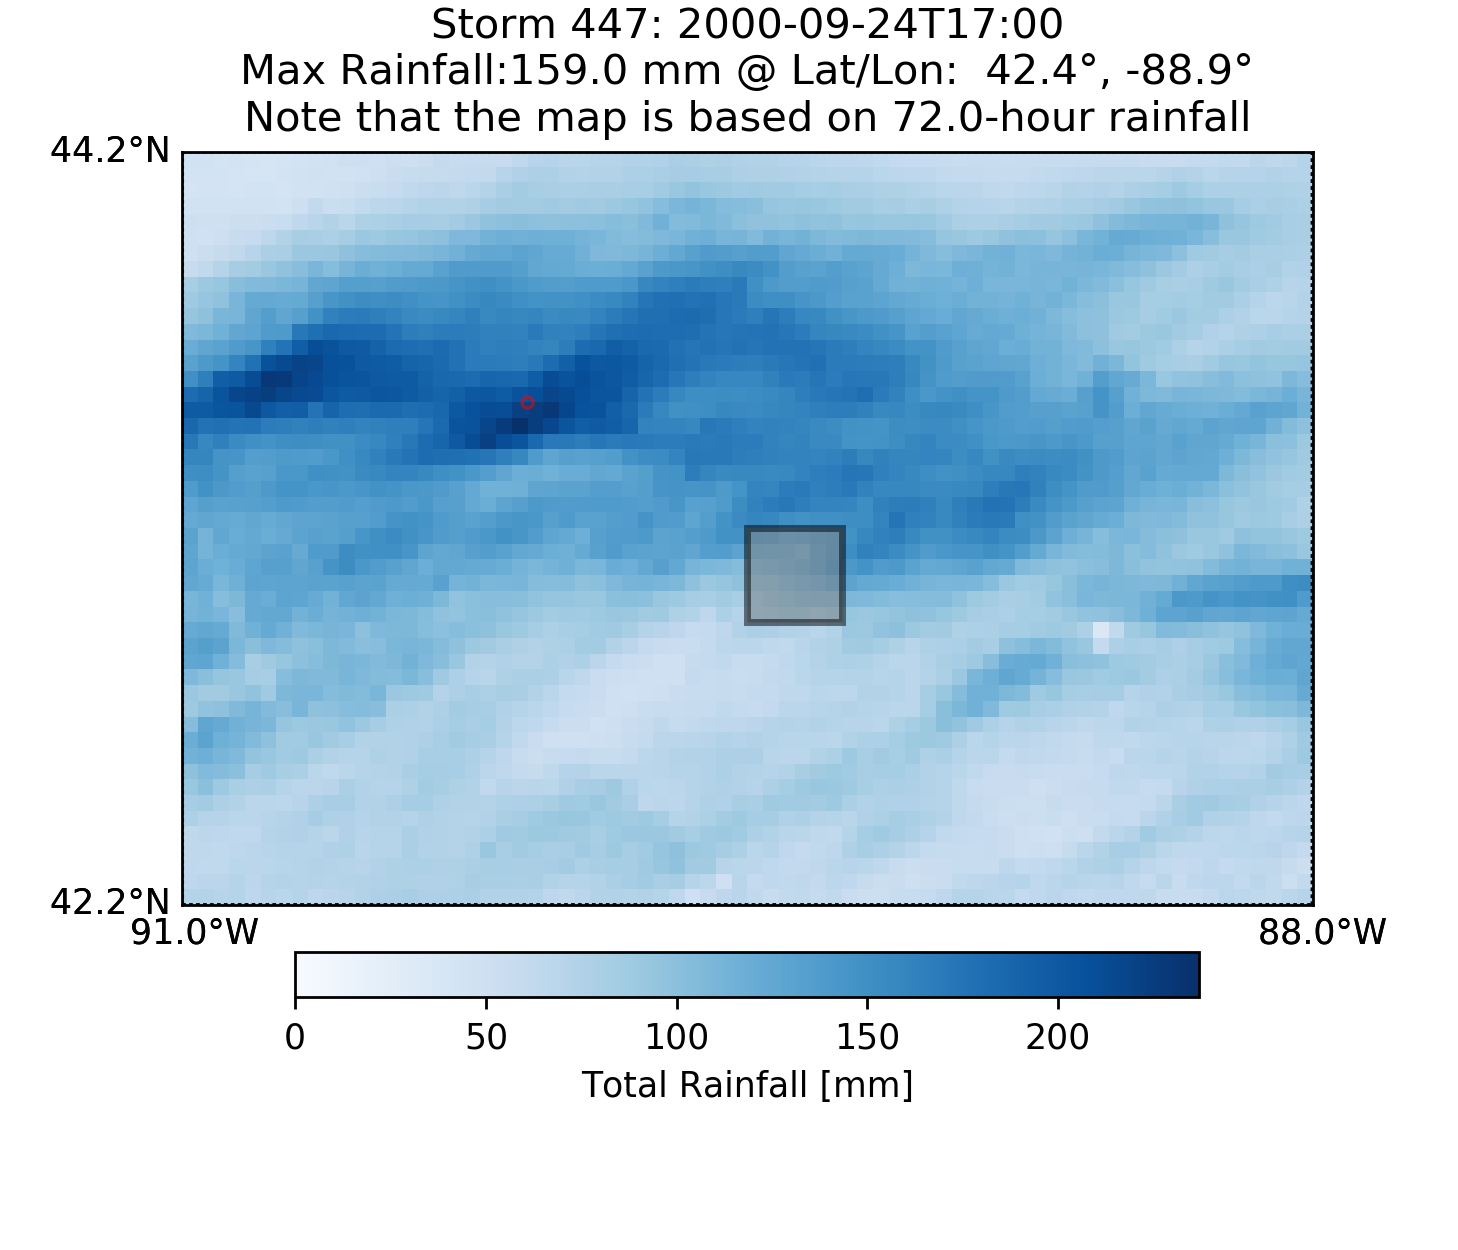 Storm 447: 2000-09-24T17:00
Max Rainfall:159.0 mm @ Lat/Lon:  42.4°, -88.9°
Note that the map is based on 72.0-hour rainfall
44.2°N
42.2°N
91.0°W 88.0°W
0 50 100 150 200
Total Rainfall [mm]